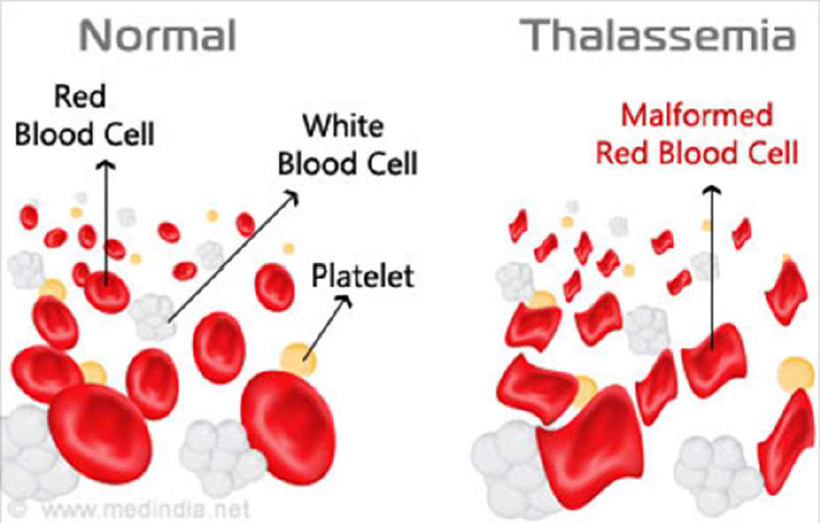 Normal
Thalassemia
Red
Blood Cell
White
Blood Cell
Platelet
Malformed
Red Blood Cell
© www.medindia.net